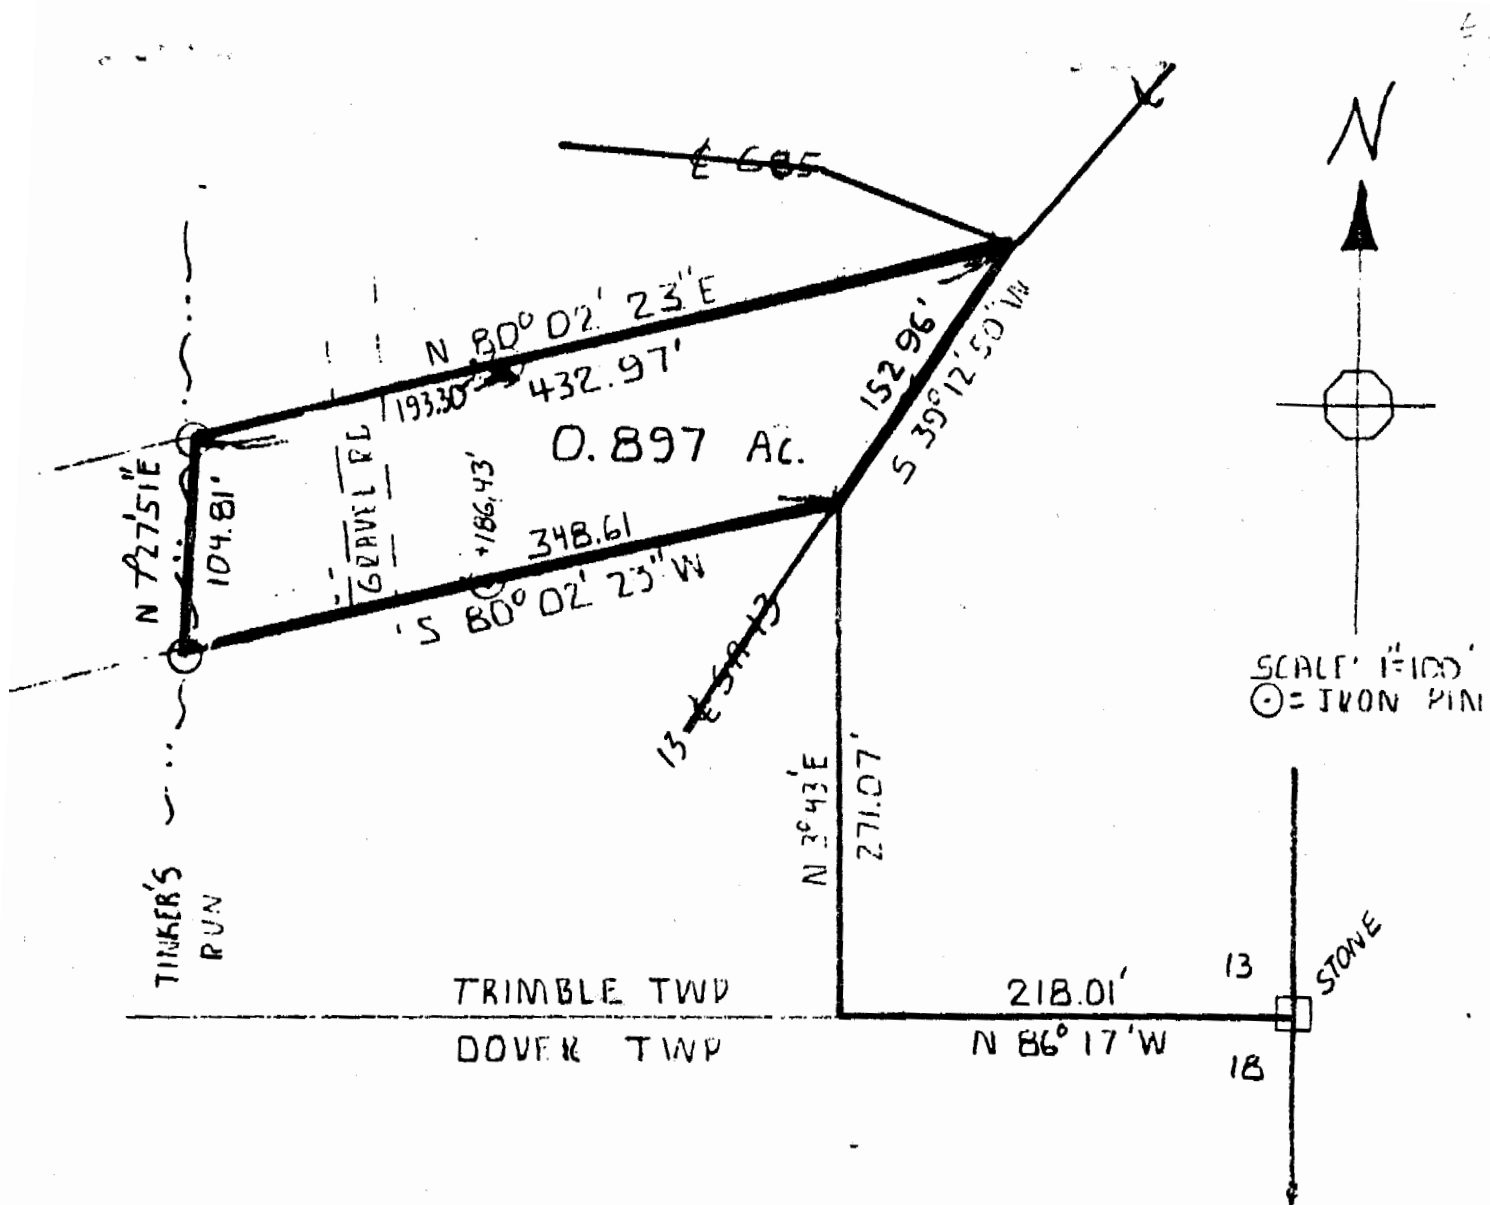 N
℄ 685
N 80° 02' 23" E
193.30
432.97'
152.96'
S 39° 12' 50" W
0.897 AC.
104.81'
GRAVEL
+186.43'
348.61
S 80° 02' 23" W
13
SCALE 1"=100'
⊙ = IRON PIN
N 3° 43' E
271.07'
TINKER'S
RUN
TRIMBLE TWP
DOVER TWP
218.01'
N 86° 17' W
13
18
STONE